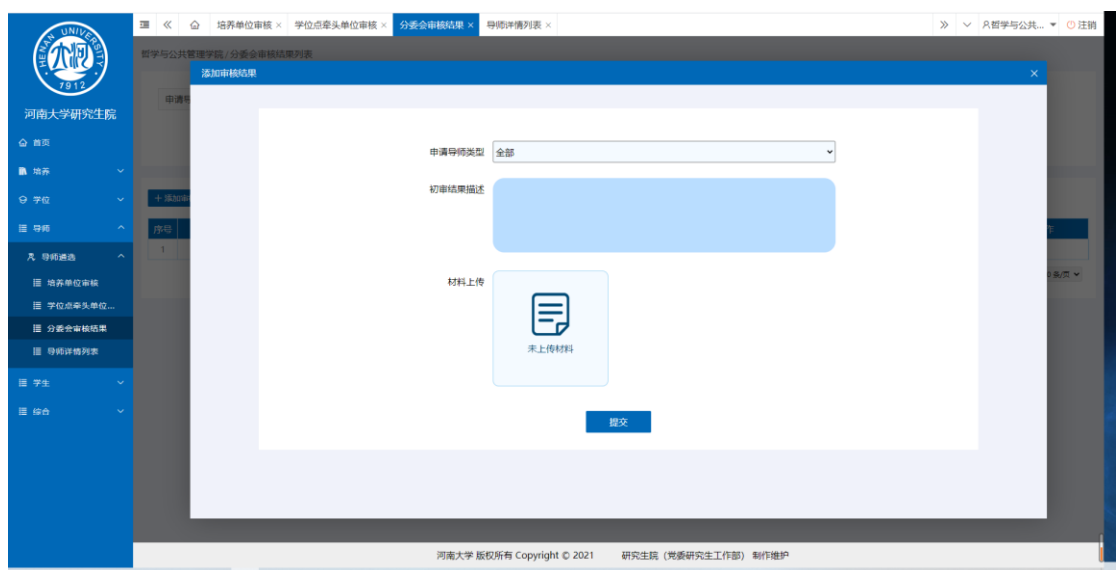 HENAN UNIVERSITY
1912
河南大学研究生院
首页
培养
学位
导师
导师遴选
培养单位审核
学位点牵头单位...
分委会审核结果
导师详情列表
学生
综合
培养单位审核 × 学位点牵头单位审核 × 分委会审核结果 × 导师详情列表 ×
哲学与公共... 注销
哲学与公共管理学院/分委会审核结果列表
添加审核结果 ×
申请导师类型 全部
初审结果描述
材料上传
未上传材料
提交
申请
+ 添加
序号
1
条/页
河南大学 版权所有 Copyright © 2021 研究生院（党委研究生工作部） 制作维护